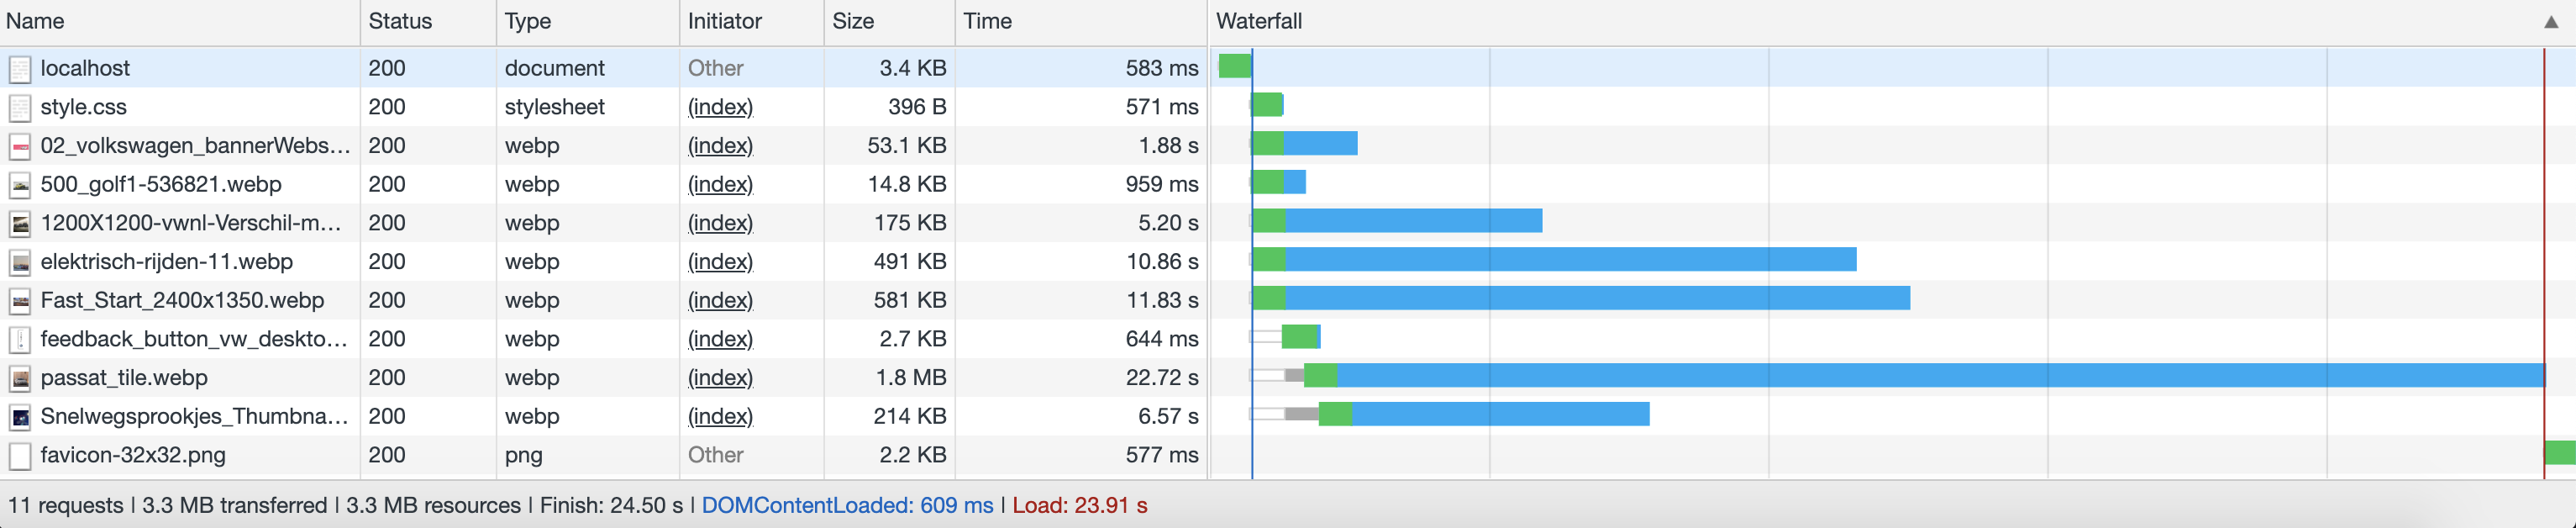 Name Status Type Initiator Size Time Waterfall ▲
localhost 200 document Other 3.4 KB 583 ms
style.css 200 stylesheet (index) 396 B 571 ms
02_volkswagen_bannerWebs... 200 webp (index) 53.1 KB 1.88 s
500_golf1-536821.webp 200 webp (index) 14.8 KB 959 ms
1200X1200-vwnl-Verschil-m... 200 webp (index) 175 KB 5.20 s
elektrisch-rijden-11.webp 200 webp (index) 491 KB 10.86 s
Fast_Start_2400x1350.webp 200 webp (index) 581 KB 11.83 s
feedback_button_vw_deskto... 200 webp (index) 2.7 KB 644 ms
passat_tile.webp 200 webp (index) 1.8 MB 22.72 s
Snelwegsprookjes_Thumbna... 200 webp (index) 214 KB 6.57 s
favicon-32x32.png 200 png Other 2.2 KB 577 ms
11 requests | 3.3 MB transferred | 3.3 MB resources | Finish: 24.50 s | DOMContentLoaded: 609 ms | Load: 23.91 s